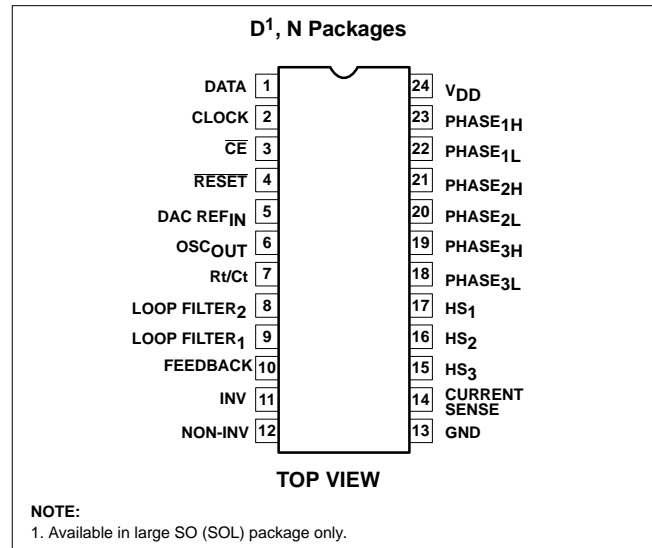 D1, N Packages
DATA 1
CLOCK 2
CE 3
RESET 4
DAC REFIN 5
OSCOUT 6
Rt/Ct 7
LOOP FILTER2 8
LOOP FILTER1 9
FEEDBACK 10
INV 11
NON-INV 12
24 VDD
23 PHASE1H
22 PHASE1L
21 PHASE2H
20 PHASE2L
19 PHASE3H
18 PHASE3L
17 HS1
16 HS2
15 HS3
14 CURRENT
SENSE
13 GND
TOP VIEW
NOTE:
1. Available in large SO (SOL) package only.